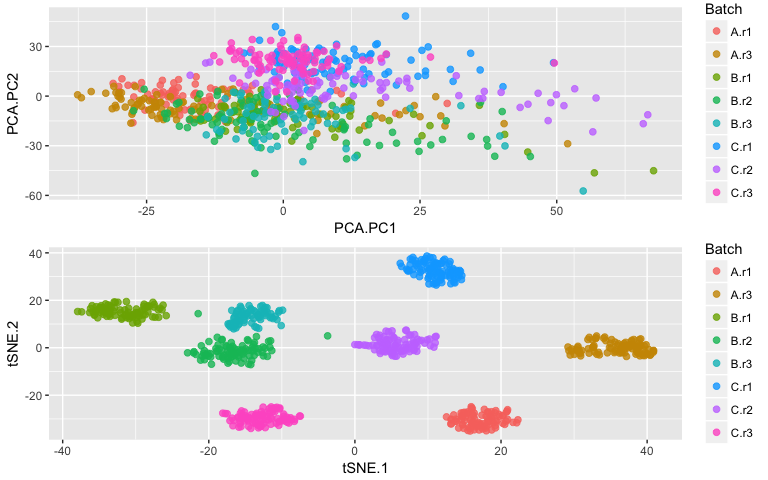 Batch
30
0
-30
-60
PCA.PC2
-25 0 25 50
PCA.PC1
A.r1
A.r3
B.r1
B.r2
B.r3
C.r1
C.r2
C.r3
Batch
40
20
0
-20
tSNE.2
-40 -20 0 20 40
tSNE.1
A.r1
A.r3
B.r1
B.r2
B.r3
C.r1
C.r2
C.r3